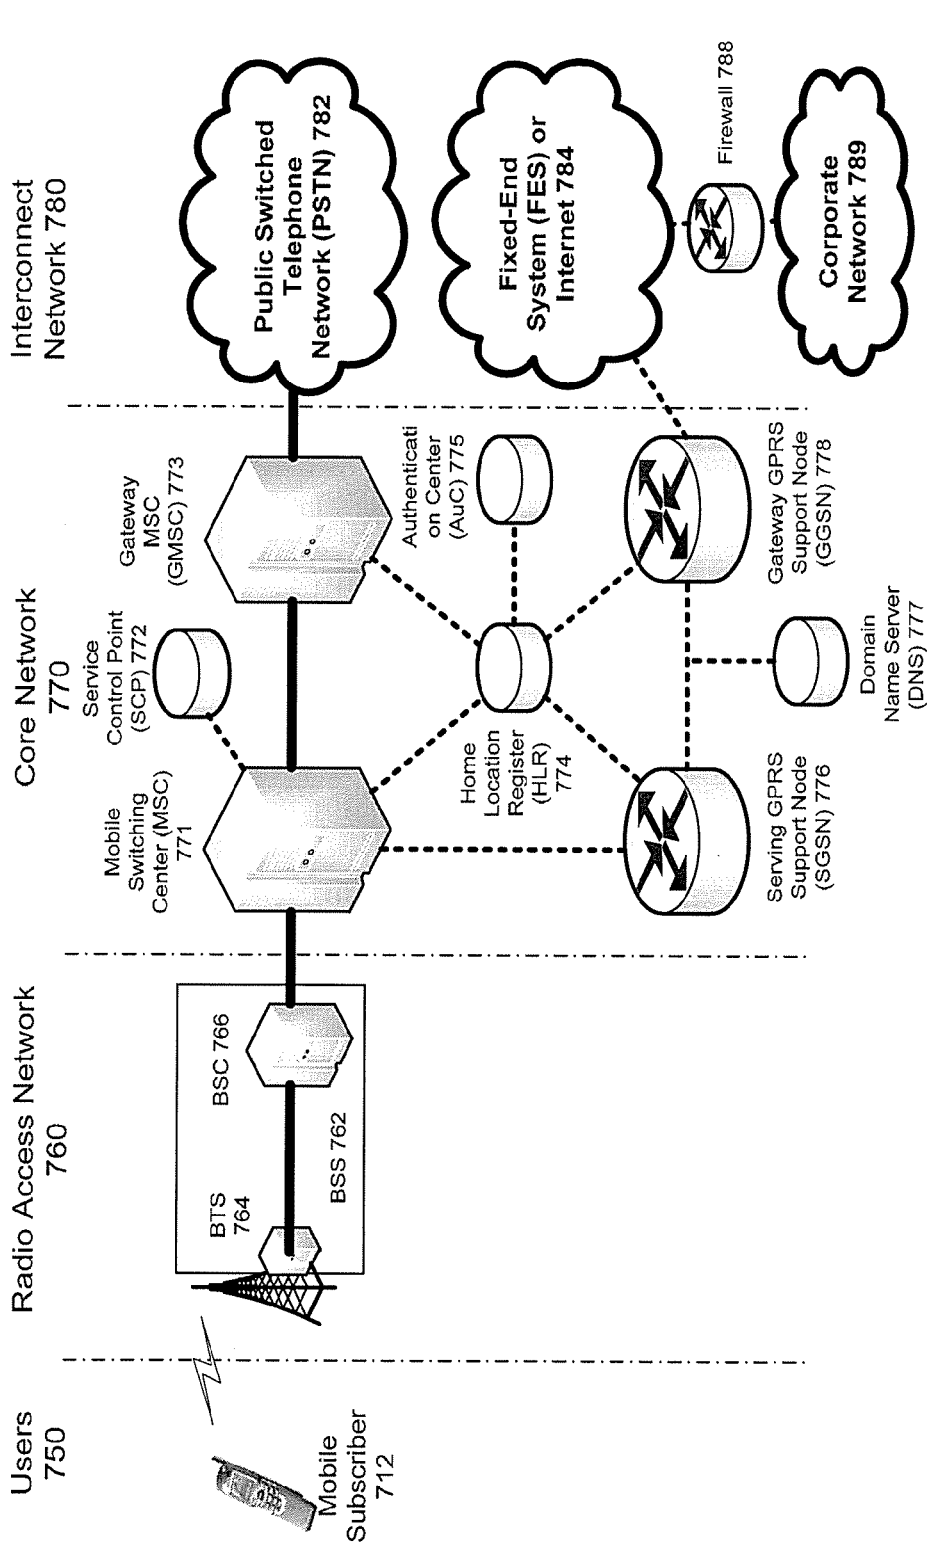 Users
750
Radio Access Network
760
Core Network
770
Interconnect
Network 780
Mobile
Subscriber
712
BTS
764
BSC 766
BSS 762
Mobile
Switching
Center (MSC)
771
Service
Control Point
(SCP) 772
Gateway
MSC
(GMSC) 773
Home
Location
Register
(HLR)
774
Authenticati
on Center
(AuC) 775
Serving GPRS
Support Node
(SGSN) 776
Domain
Name Server
(DNS) 777
Gateway GPRS
Support Node
(GGSN) 778
Public Switched
Telephone
Network (PSTN) 782
Fixed-End
System (FES) or
Internet 784
Firewall 788
Corporate
Network 789